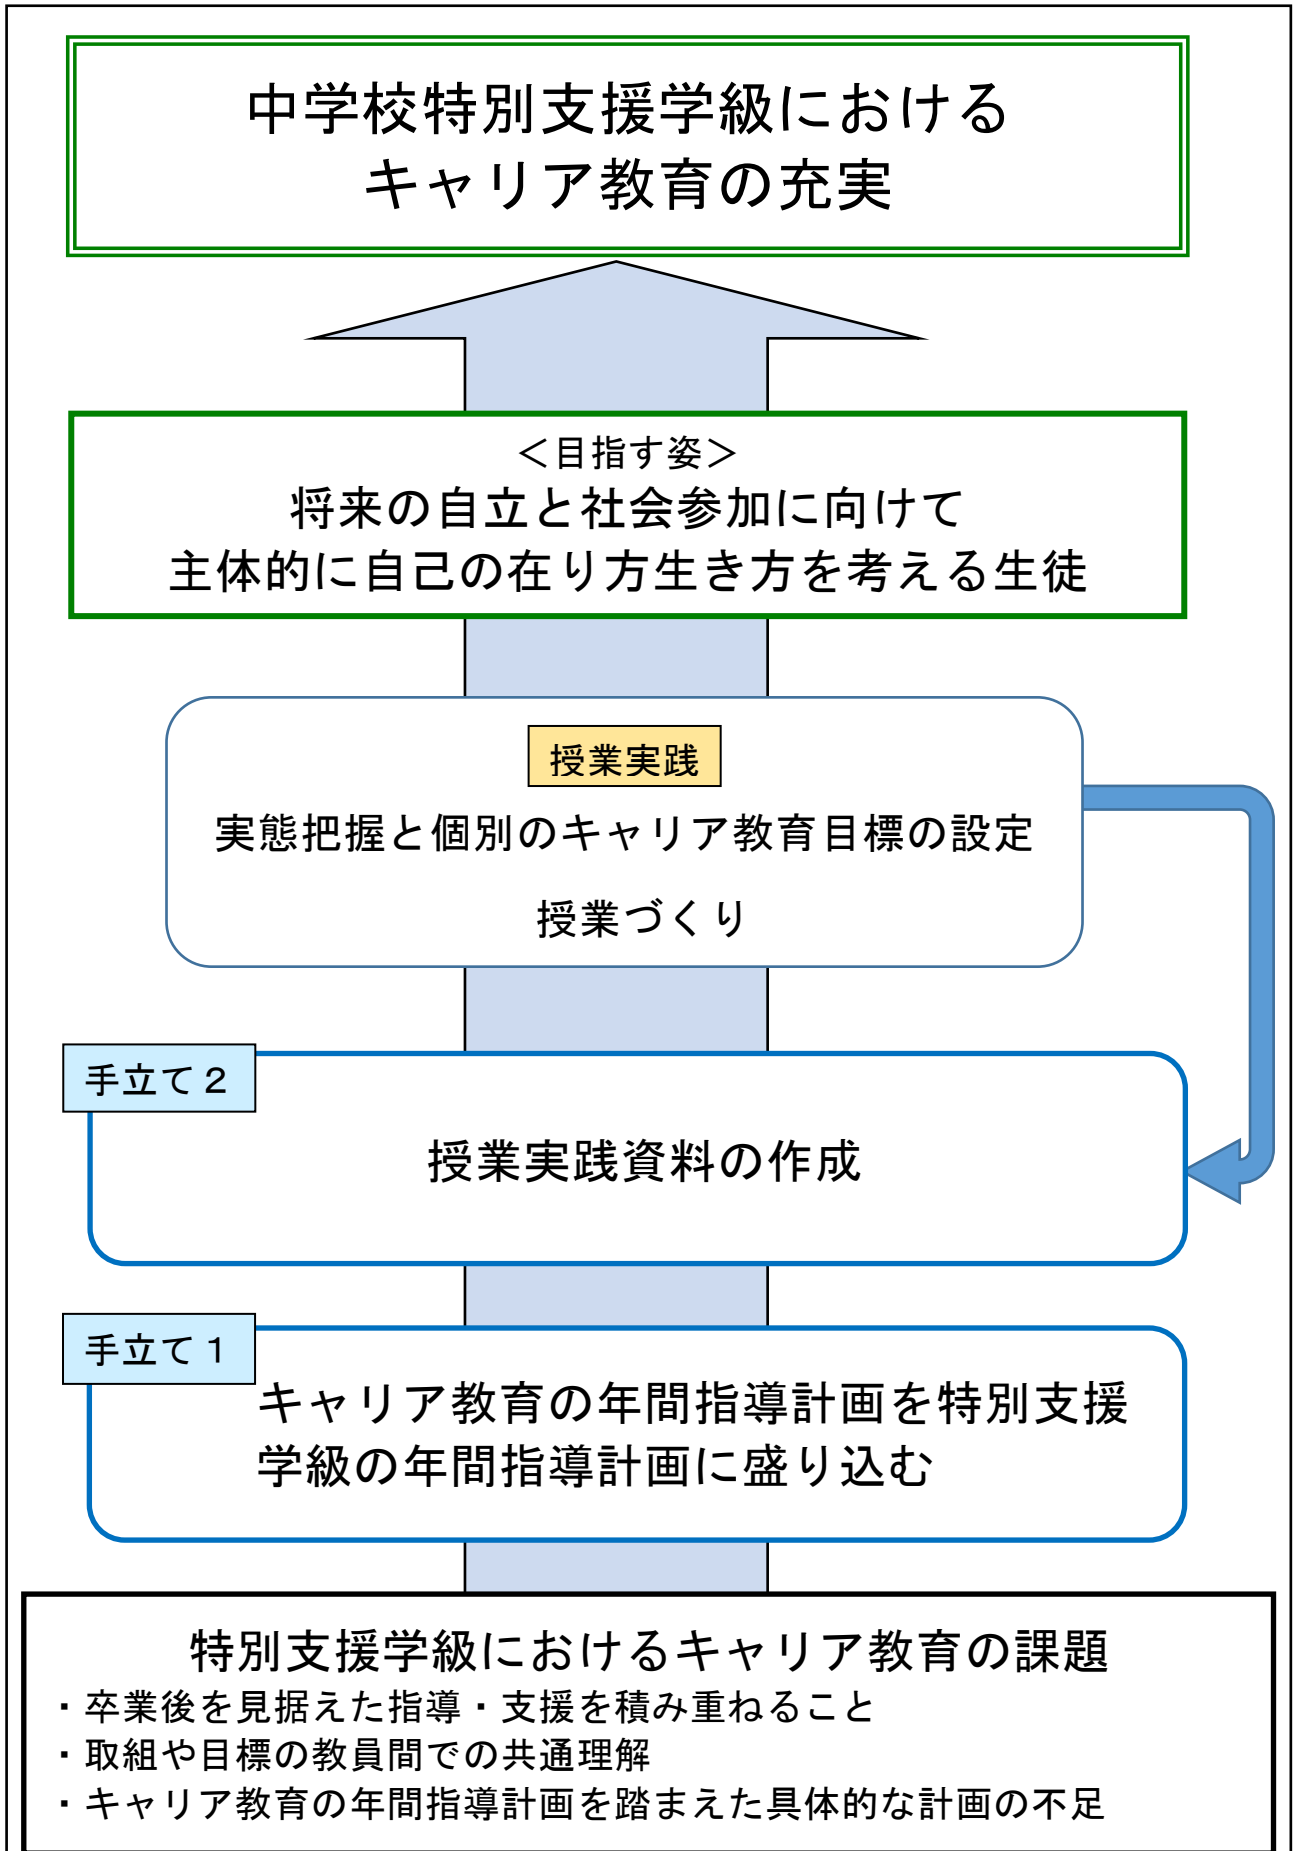 中学校特別支援学級における
キャリア教育の充実
＜目指す姿＞
将来の自立と社会参加に向けて
主体的に自己の在り方生き方を考える生徒
授業実践
実態把握と個別のキャリア教育目標の設定
授業づくり
手立て２
授業実践資料の作成
手立て１
キャリア教育の年間指導計画を特別支援
学級の年間指導計画に盛り込む
特別支援学級におけるキャリア教育の課題
・卒業後を見据えた指導・支援を積み重ねること
・取組や目標の教員間での共通理解
・キャリア教育の年間指導計画を踏まえた具体的な計画の不足